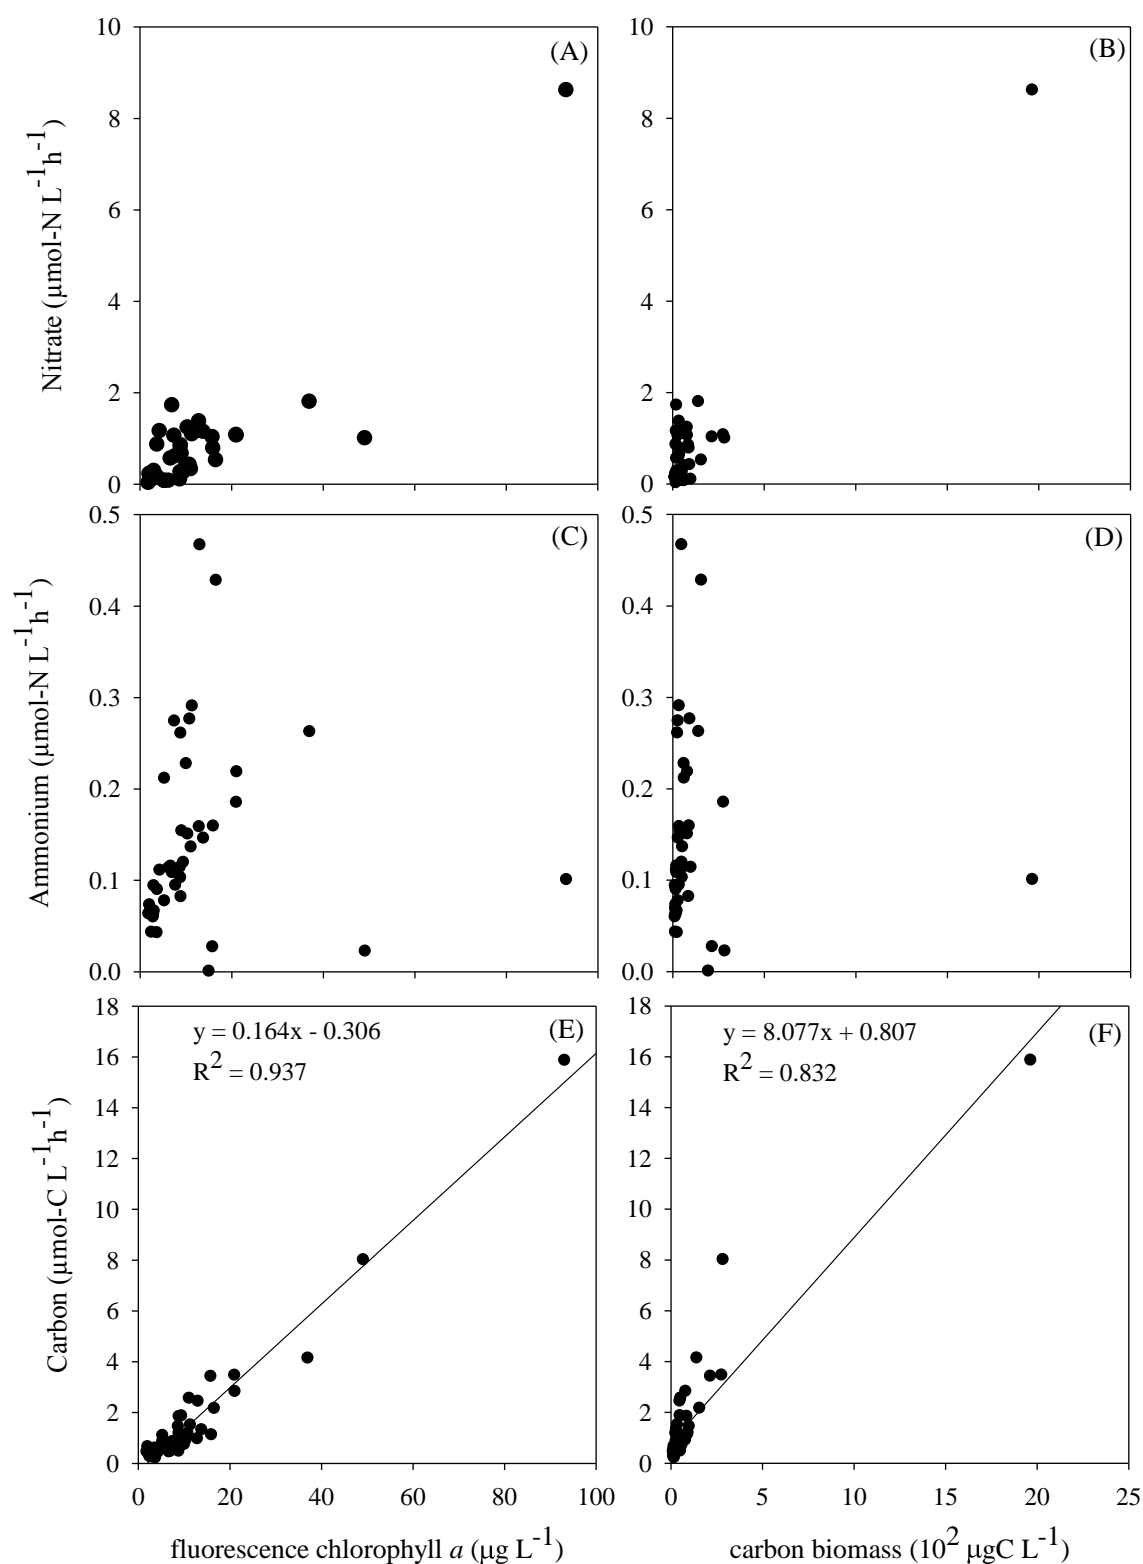 (A)
(B)
10
8
6
4
2
0
Nitrate (µmol-N L-1h-1)
10
8
6
4
2
0
(C)
(D)
0.5
0.4
0.3
0.2
0.1
0.0
Ammonium (µmol-N L-1h-1)
0.5
0.4
0.3
0.2
0.1
0.0
(E)
y = 0.164x - 0.306
R2 = 0.937
18
16
14
12
10
8
6
4
2
0
Carbon (µmol-C L-1h-1)
0 20 40 60 80 100
fluorescence chlorophyll a (µg L-1)
(F)
y = 8.077x + 0.807
R2 = 0.832
18
16
14
12
10
8
6
4
2
0
0 5 10 15 20 25
carbon biomass (102 µgC L-1)